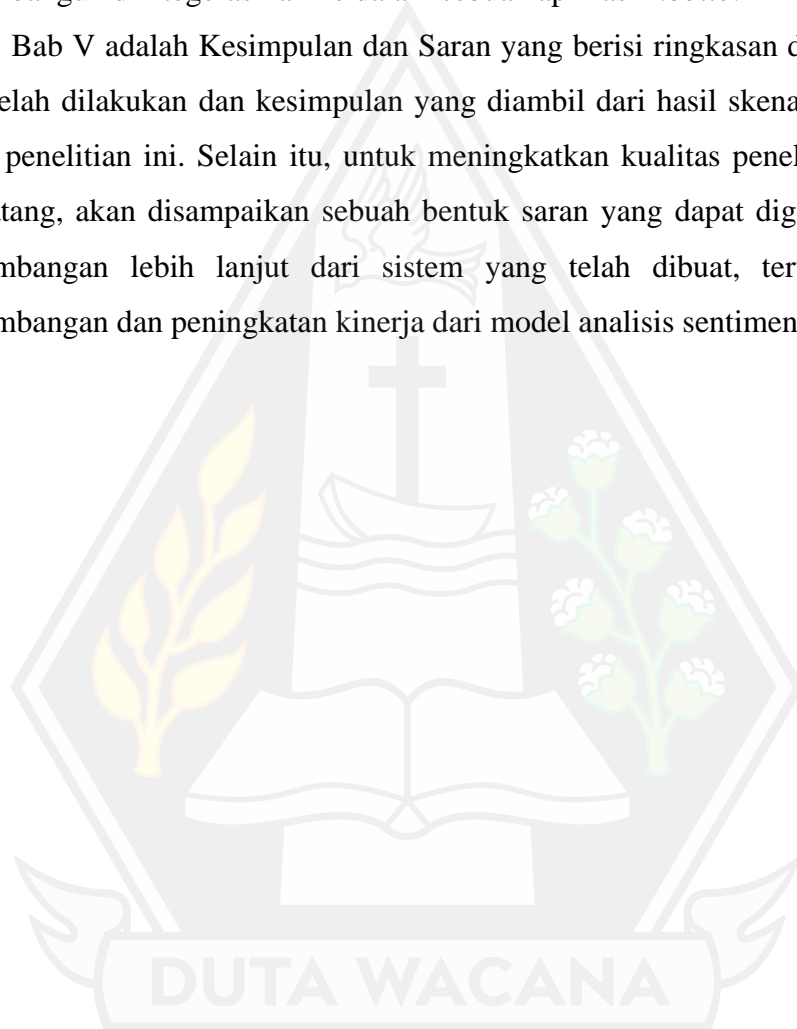 Bab V adalah Kesimpulan dan Saran yang berisi ringkasan d
elah dilakukan dan kesimpulan yang diambil dari hasil skena
penelitian ini. Selain itu, untuk meningkatkan kualitas penel
atang, akan disampaikan sebuah bentuk saran yang dapat dig
mbangan lebih lanjut dari sistem yang telah dibuat, ter
mbangan dan peningkatan kinerja dari model analisis sentimen
DUTA WACANA